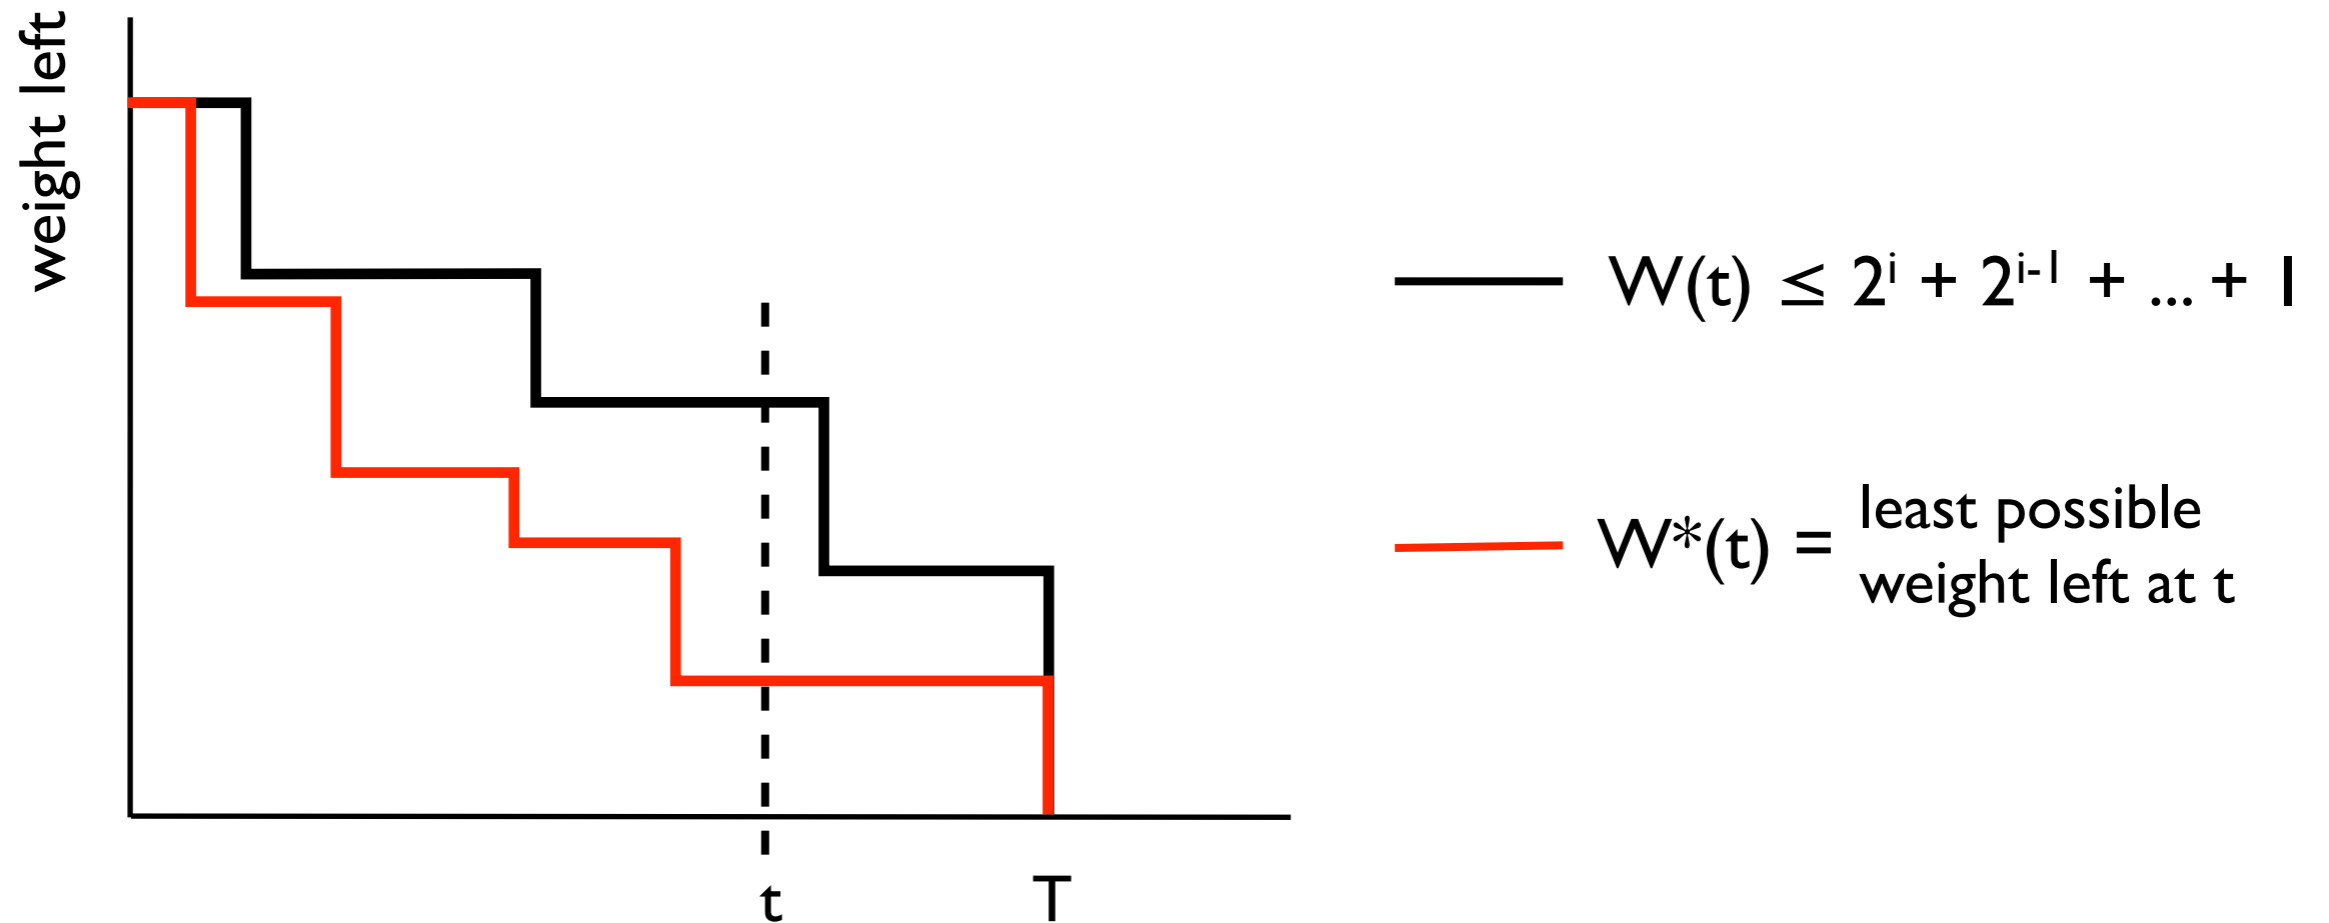 weight left
W(t) ≤ 2ⁱ + 2ⁱ⁻¹ + ... + 1
W*(t) = least possible
weight left at t
t
T